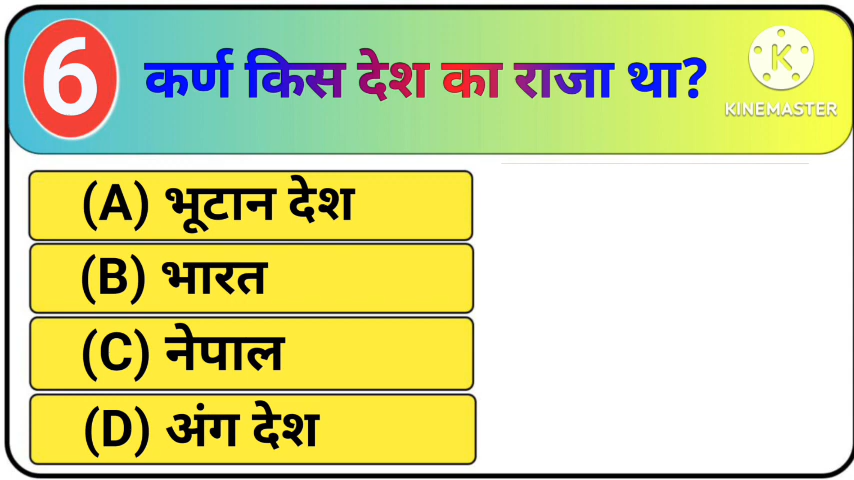 6
कर्ण किस देश का राजा था?
K
KINEMASTER
(A) भूटान देश
(B) भारत
(C) नेपाल
(D) अंग देश